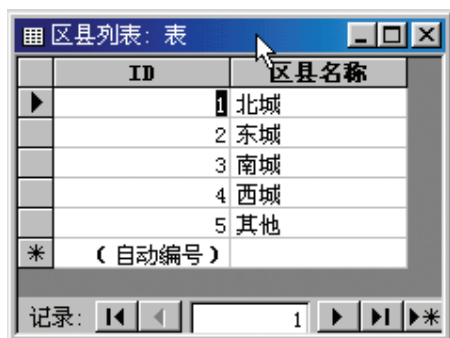 区县列表: 表
ID 区县名称
1 北城
2 东城
3 南城
4 西城
5 其他
(自动编号)
记录: 1